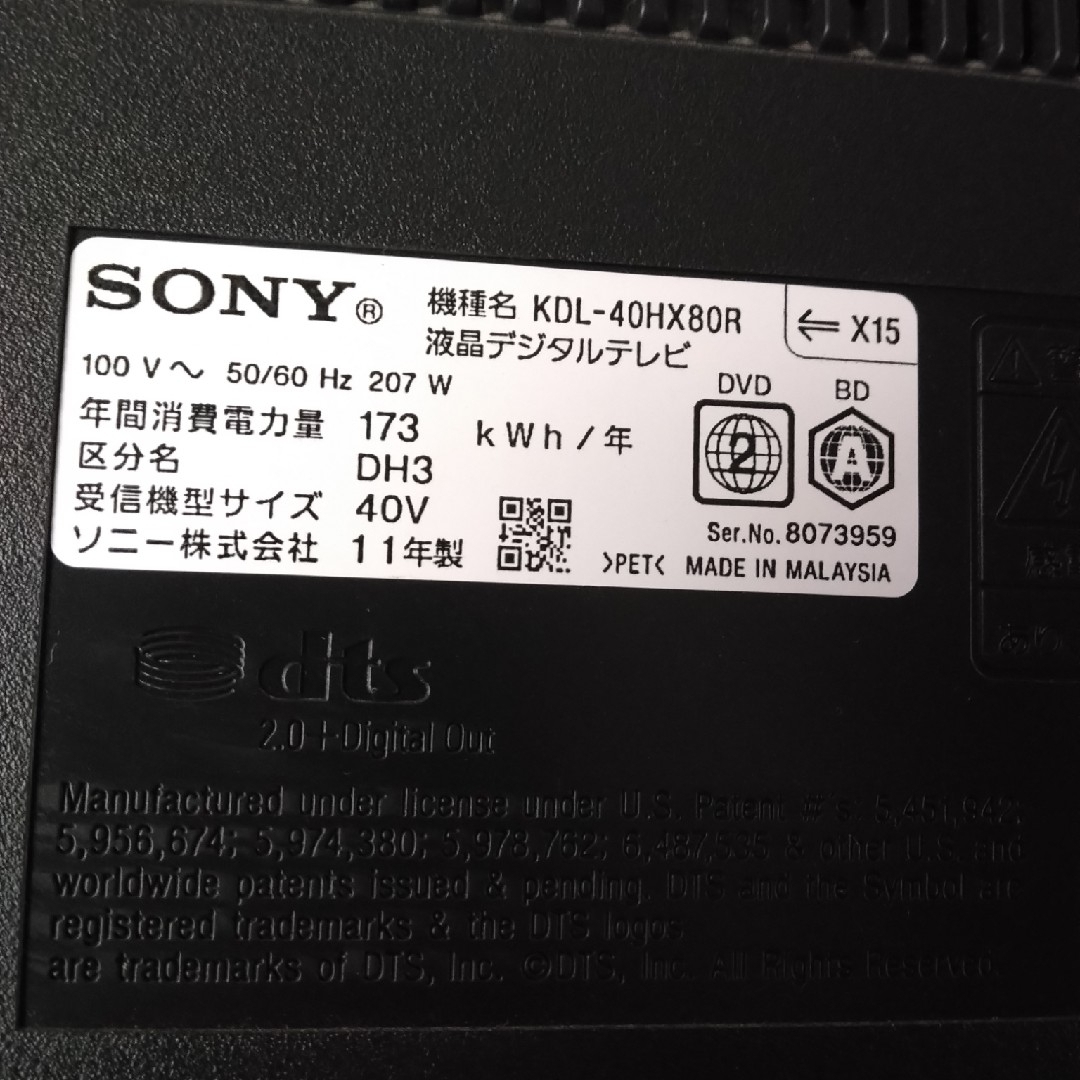 SONY® 機種名 KDL-40HX80R
液晶デジタルテレビ
⇐ X15
100 V～ 50/60 Hz 207 W
年間消費電力量 173 kWh/年
区分名 DH3
受信機型サイズ 40V
ソニー株式会社 11年製
DVD
2
BD
A
Ser.No. 8073959
>PET< MADE IN MALAYSIA
dts
2.0+Digital Out
Manufactured under license under U.S. Patent #'s: 5,451,942;
5,956,674; 5,974,380; 5,978,762; 6,487,535 & other U.S. and
worldwide patents issued & pending. DTS and the Symbol are
registered trademarks & the DTS logos
are trademarks of DTS, Inc. ©DTS, Inc. All Rights Reserved.